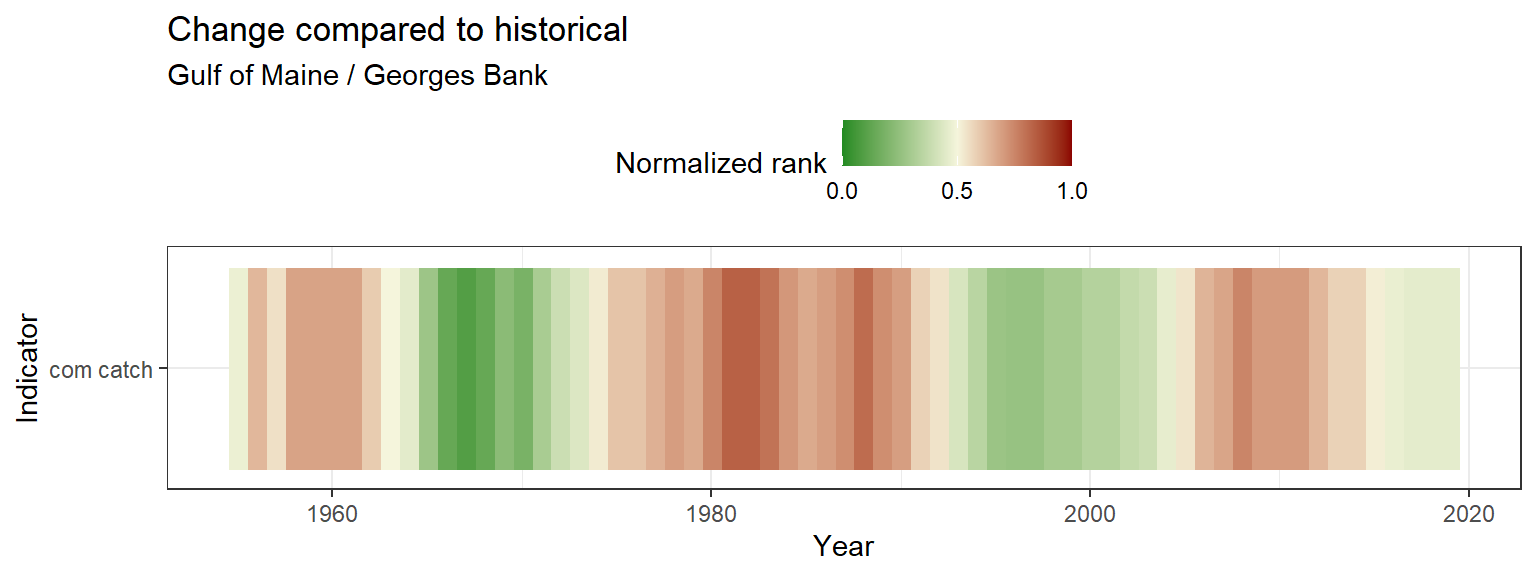 Change compared to historical
Gulf of Maine / Georges Bank
Normalized rank
0.0 0.5 1.0
Indicator
com catch
1960 1980 2000 2020
Year